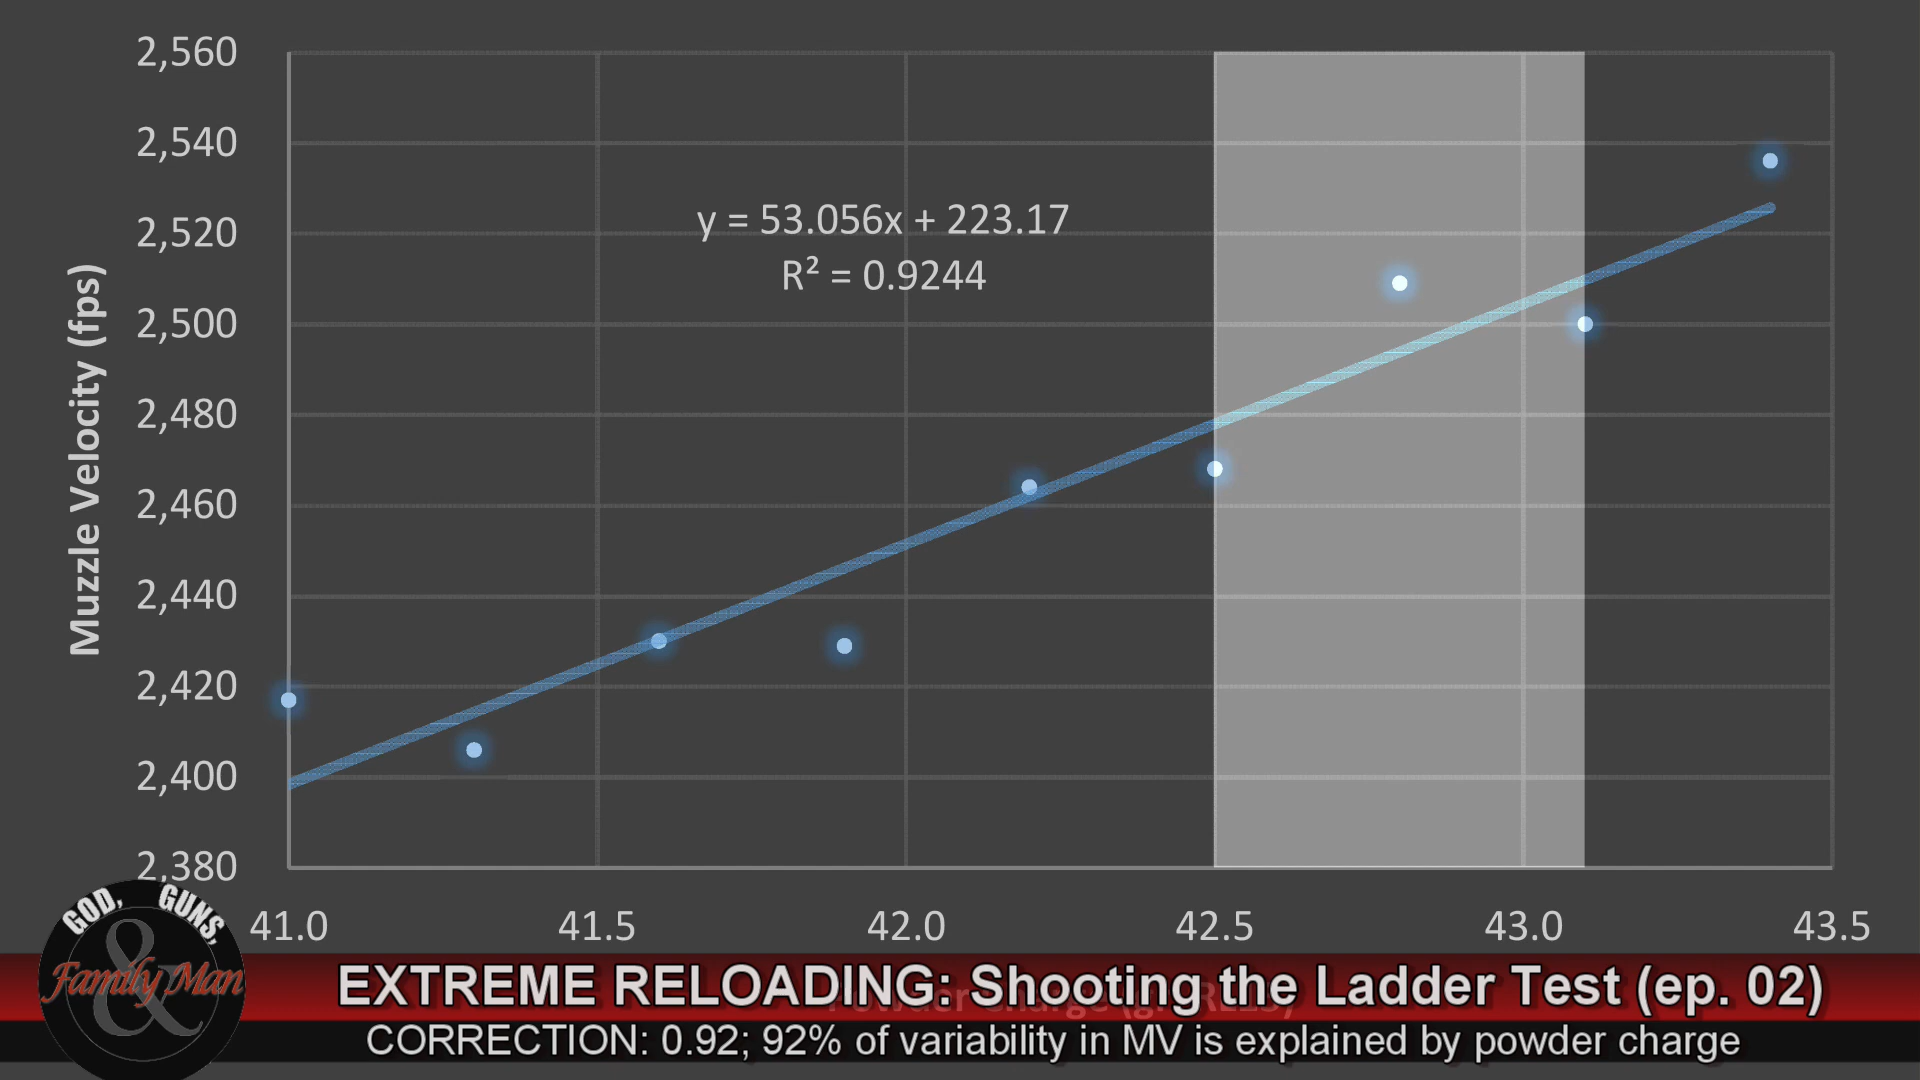 2,560
2,540
2,520
2,500
2,480
2,460
2,440
2,420
2,400
2,380
Muzzle Velocity (fps)
y = 53.056x + 223.17
R² = 0.9244
41.0 41.5 42.0 42.5 43.0 43.5
GOD, GUNS,
&
Family Man
EXTREME RELOADING: Shooting the Ladder Test (ep. 02)
Powder Charge
CORRECTION: 0.92; 92% of variability in MV is explained by powder charge